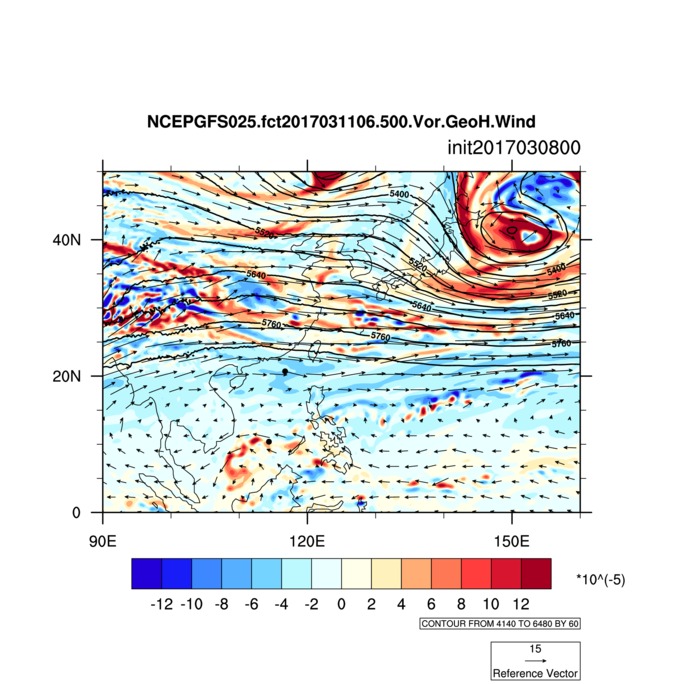 NCEPGFS025.fct2017031106.500.Vor.GeoH.Wind
init2017030800
5400
5520
40N
5520
5400
5640
5520
5640
5640
5760
5760
5760
20N
0
90E 120E 150E
*10^(-5)
-12 -10 -8 -6 -4 -2 0 2 4 6 8 10 12
CONTOUR FROM 4140 TO 6480 BY 60
15
Reference Vector